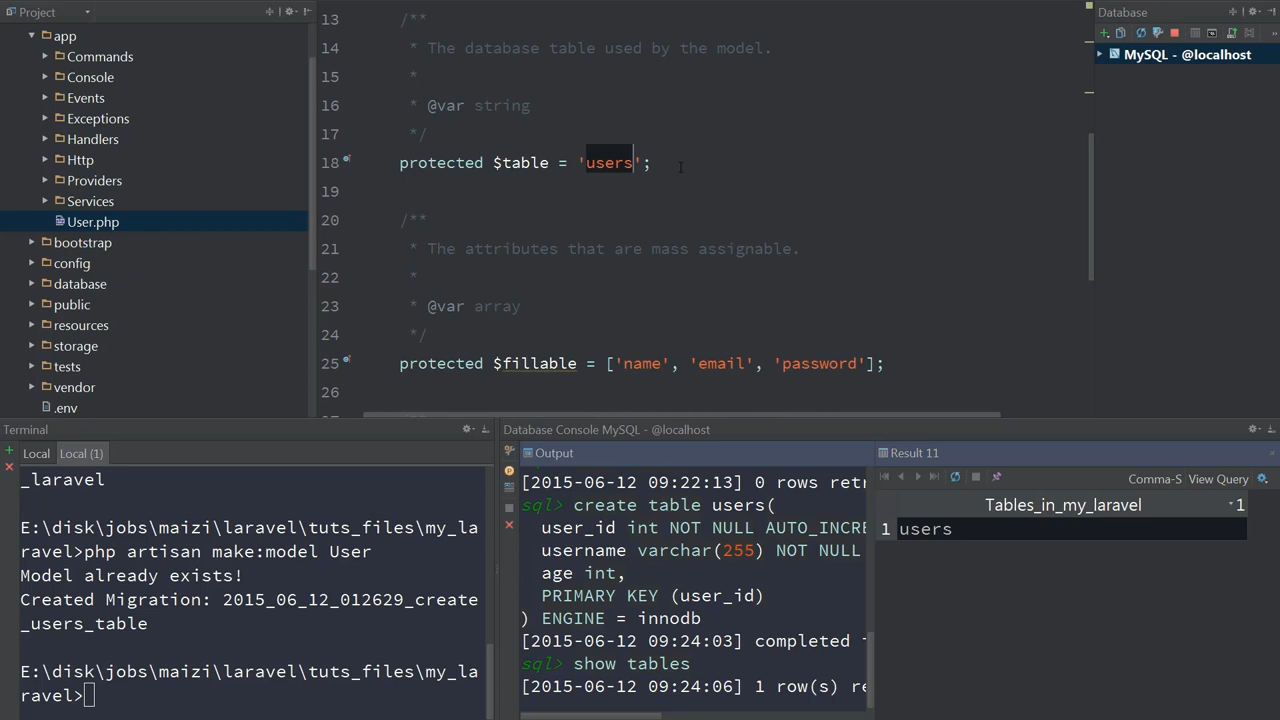 Project
app
Commands
Console
Events
Exceptions
Handlers
Http
Providers
Services
User.php
bootstrap
config
database
public
resources
storage
tests
vendor
.env
13 /**
14 * The database table used by the model.
15 *
16 * @var string
17 */
18 protected $table = 'users';
19
20 /**
21 * The attributes that are mass assignable.
22 *
23 * @var array
24 */
25 protected $fillable = ['name', 'email', 'password'];
26
Database
MySQL - @localhost
Terminal
Local Local (1)
_laravel
E:\disk\jobs\maizi\laravel\tuts_files\my_la
ravel>php artisan make:model User
Model already exists!
Created Migration: 2015_06_12_012629_create
_users_table
E:\disk\jobs\maizi\laravel\tuts_files\my_la
ravel>
Database Console MySQL - @localhost
Output
[2015-06-12 09:22:13] 0 rows retr
sql> create table users(
user_id int NOT NULL AUTO_INCRE
username varchar(255) NOT NULL
age int,
PRIMARY KEY (user_id)
) ENGINE = innodb
[2015-06-12 09:24:03] completed
sql> show tables
[2015-06-12 09:24:06] 1 row(s) re
Result 11
Comma-S View Query
Tables_in_my_laravel 1
1 users